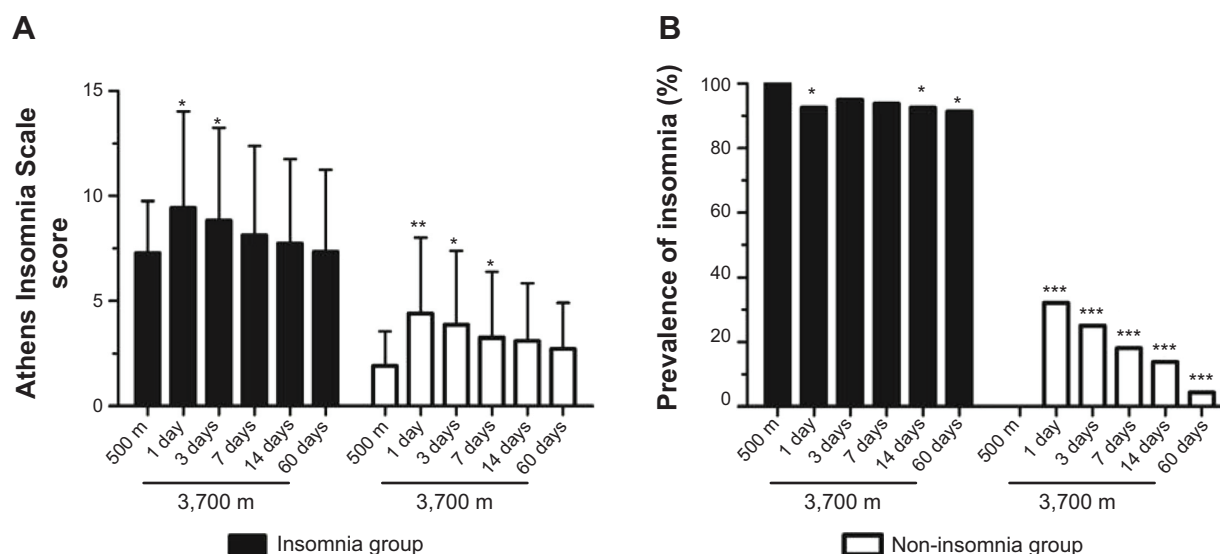 A
Athens Insomnia Scale
score
15
10
5
0
*
*
**
*
*
500 m
1 day
3 days
7 days
14 days
60 days
500 m
1 day
3 days
7 days
14 days
60 days
3,700 m
3,700 m
Insomnia group
B
Prevalence of insomnia (%)
100
80
60
40
20
0
*
*
*
***
***
***
***
***
500 m
1 day
3 days
7 days
14 days
60 days
500 m
1 day
3 days
7 days
14 days
60 days
3,700 m
3,700 m
Non-insomnia group